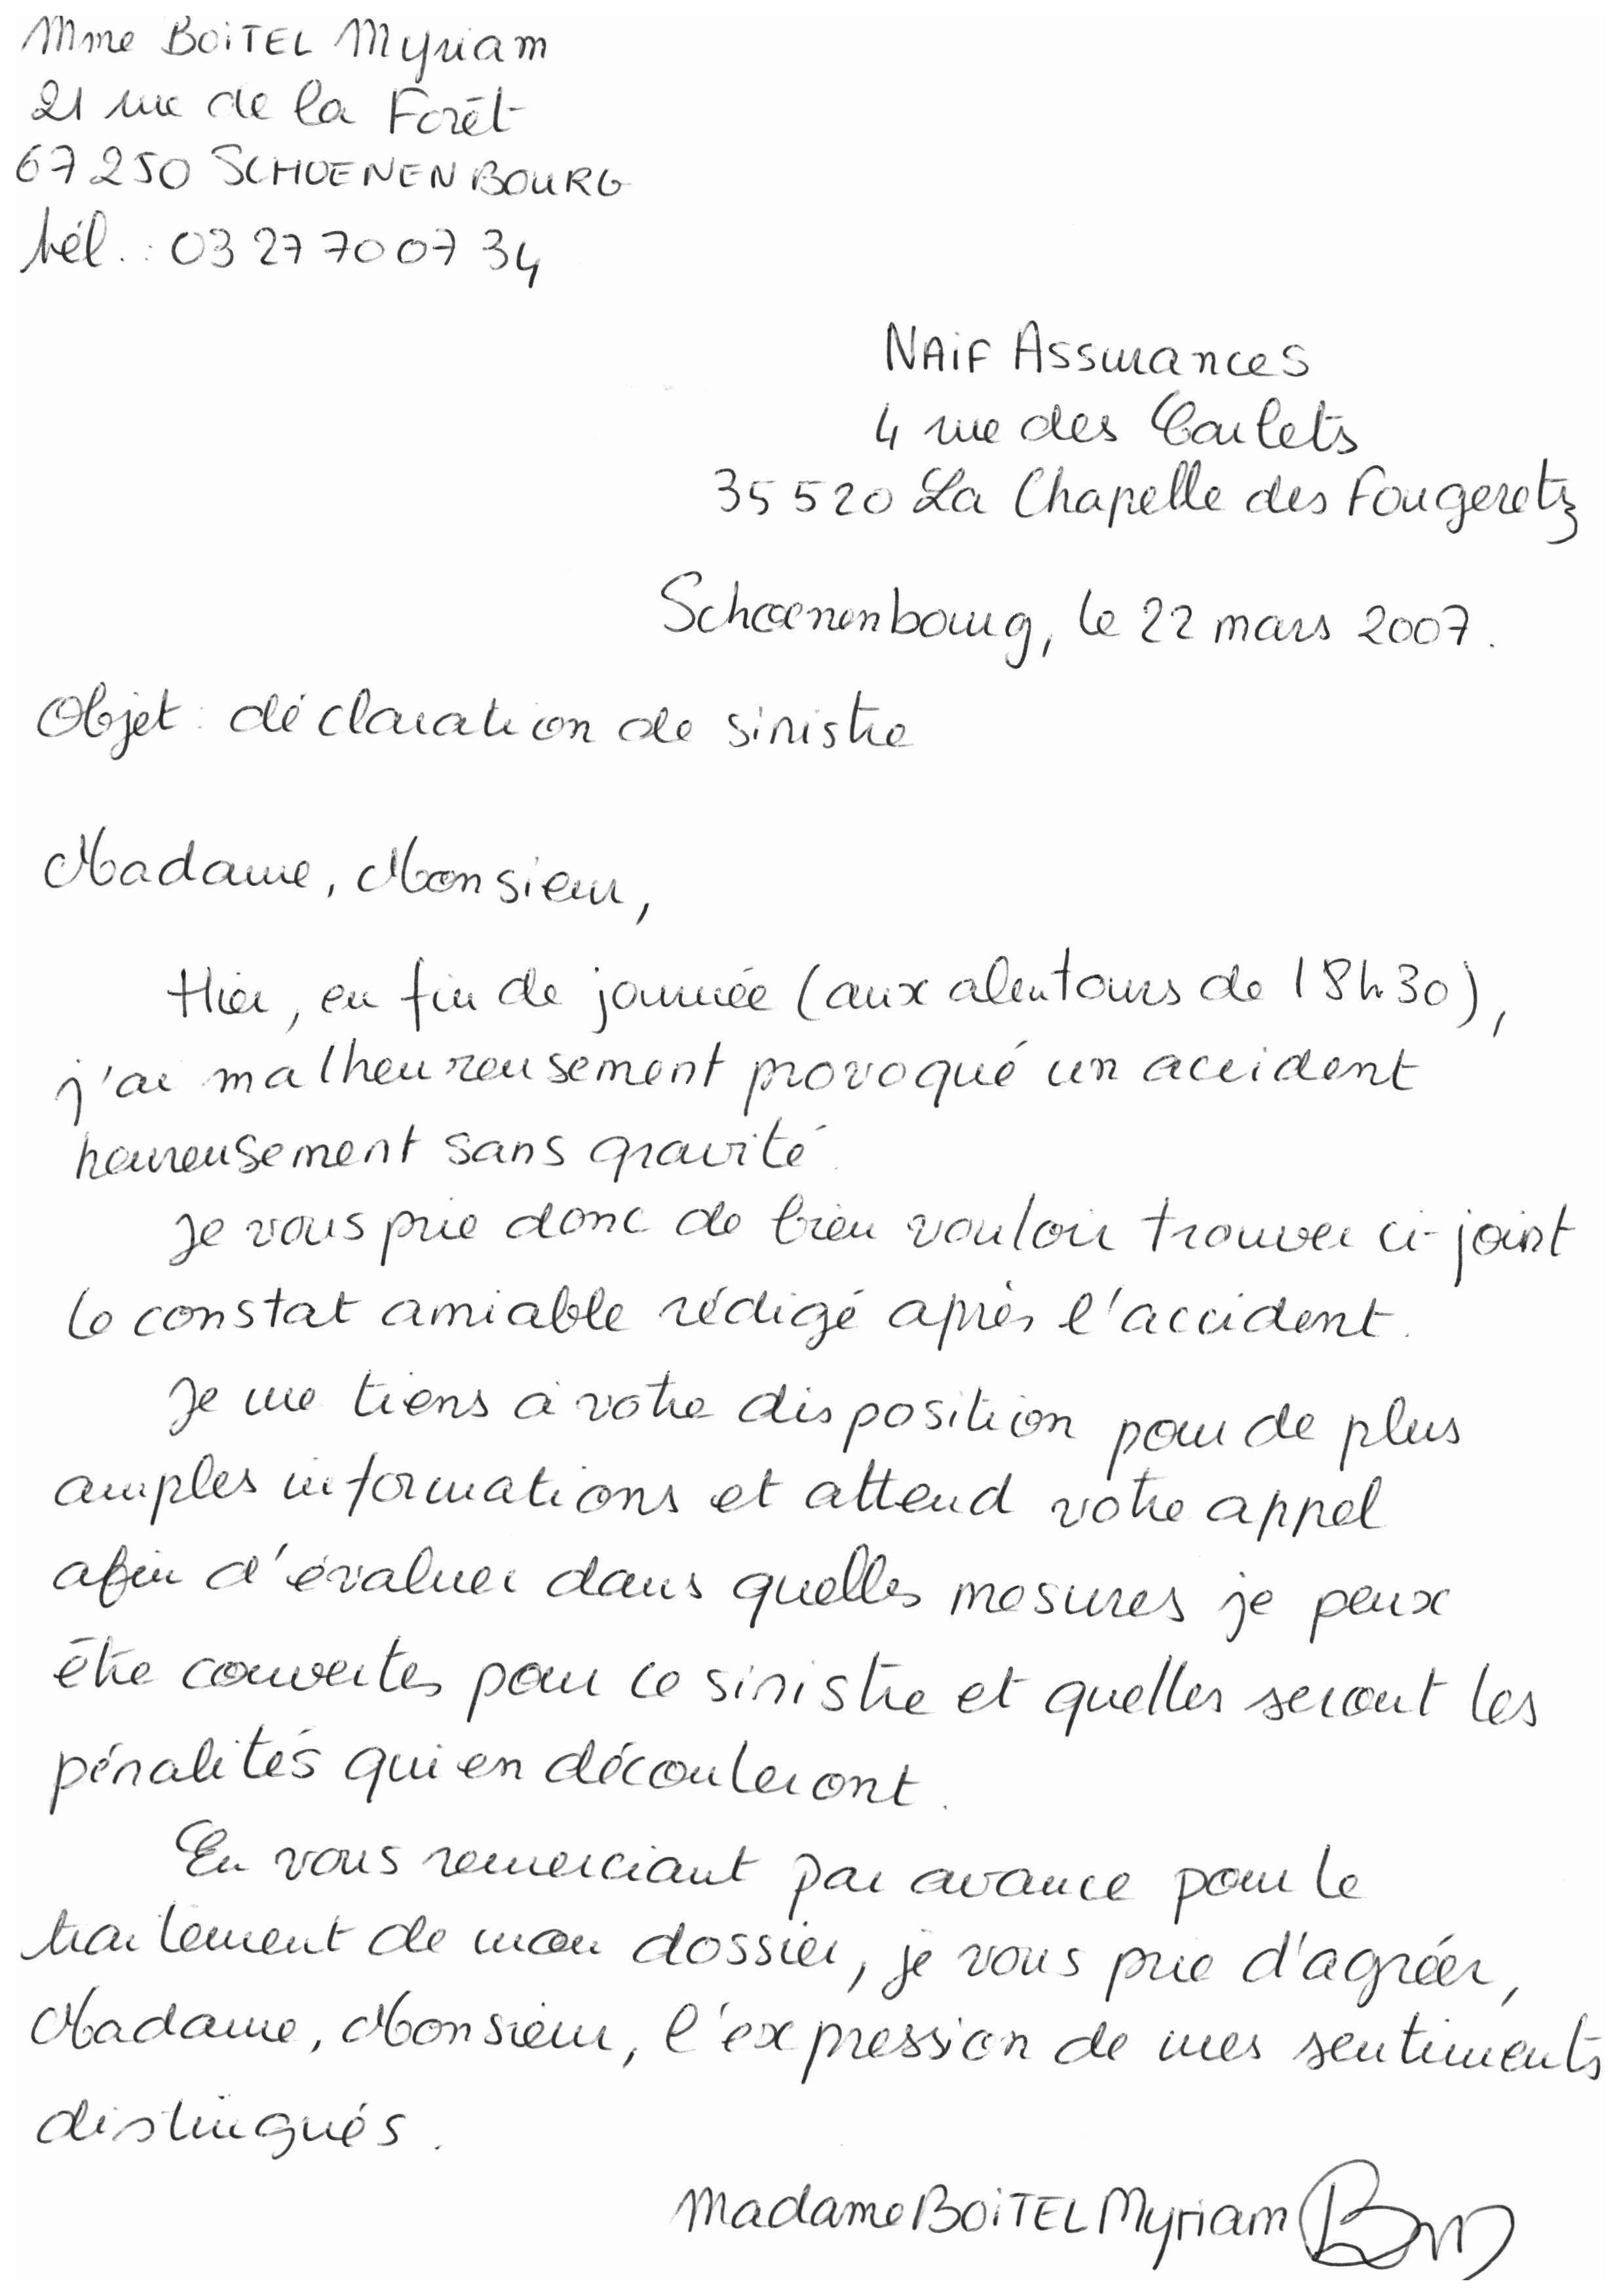 Mme BOITEL Myriam
21 rue de la Forêt
67250 SCHOENENBOURG
tél. : 03 27 70 07 34
NAIF Assurances
4 rue des Carlets
35520 La Chapelle des Fougeretz
Schoenenbourg, le 22 mars 2007.
Objet : déclaration de sinistre
Madame, Monsieur,
Hier, en fin de journée (aux alentours de 18h30),
j'ai malheureusement provoqué un accident
heureusement sans gravité.
Je vous prie donc de bien vouloir trouver ci-joint
le constat amiable rédigé après l'accident.
Je me tiens à votre disposition pour de plus
amples informations et attend votre appel
afin d'évaluer dans quelles mesures je peux
être couvertes pour ce sinistre et quelles seront les
pénalités qui en découleront.
En vous remerciant par avance pour le
traitement de mon dossier, je vous prie d'agréer,
Madame, Monsieur, l'expression de mes sentiments
distingués.
Madame BOITEL Myriam